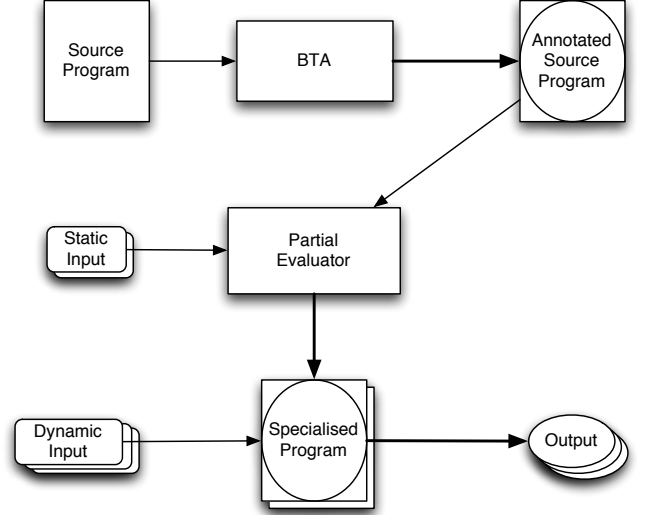 Source
Program
BTA
Annotated
Source
Program
Static
Input
Partial
Evaluator
Dynamic
Input
Specialised
Program
Output